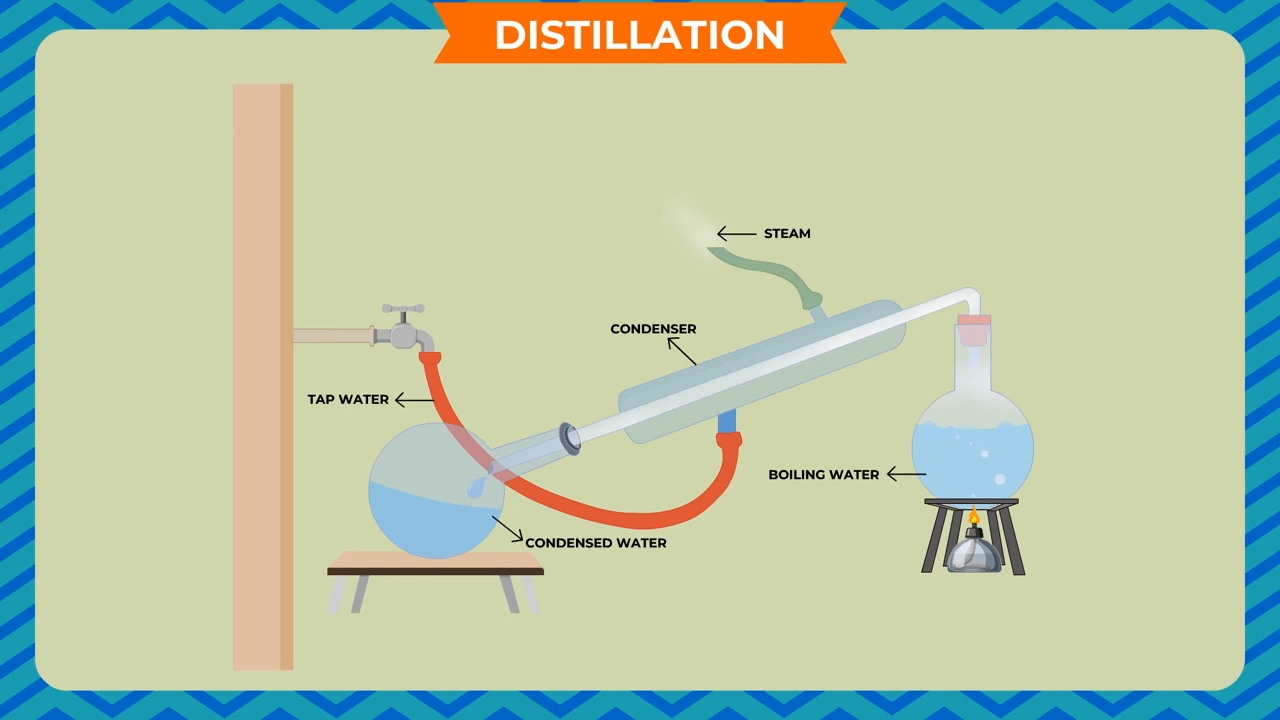 DISTILLATION
STEAM
CONDENSER
TAP WATER
BOILING WATER
CONDENSED WATER